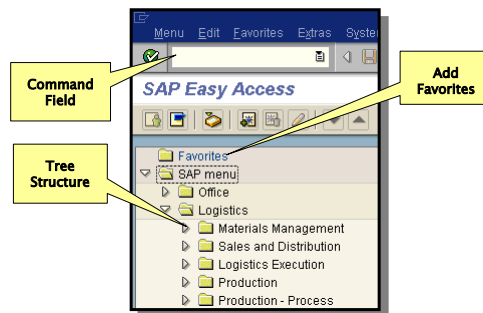 Menu Edit Favorites Extras System
Command
Field
SAP Easy Access
Add
Favorites
Favorites
Tree
Structure
SAP menu
Office
Logistics
Materials Management
Sales and Distribution
Logistics Execution
Production
Production - Process